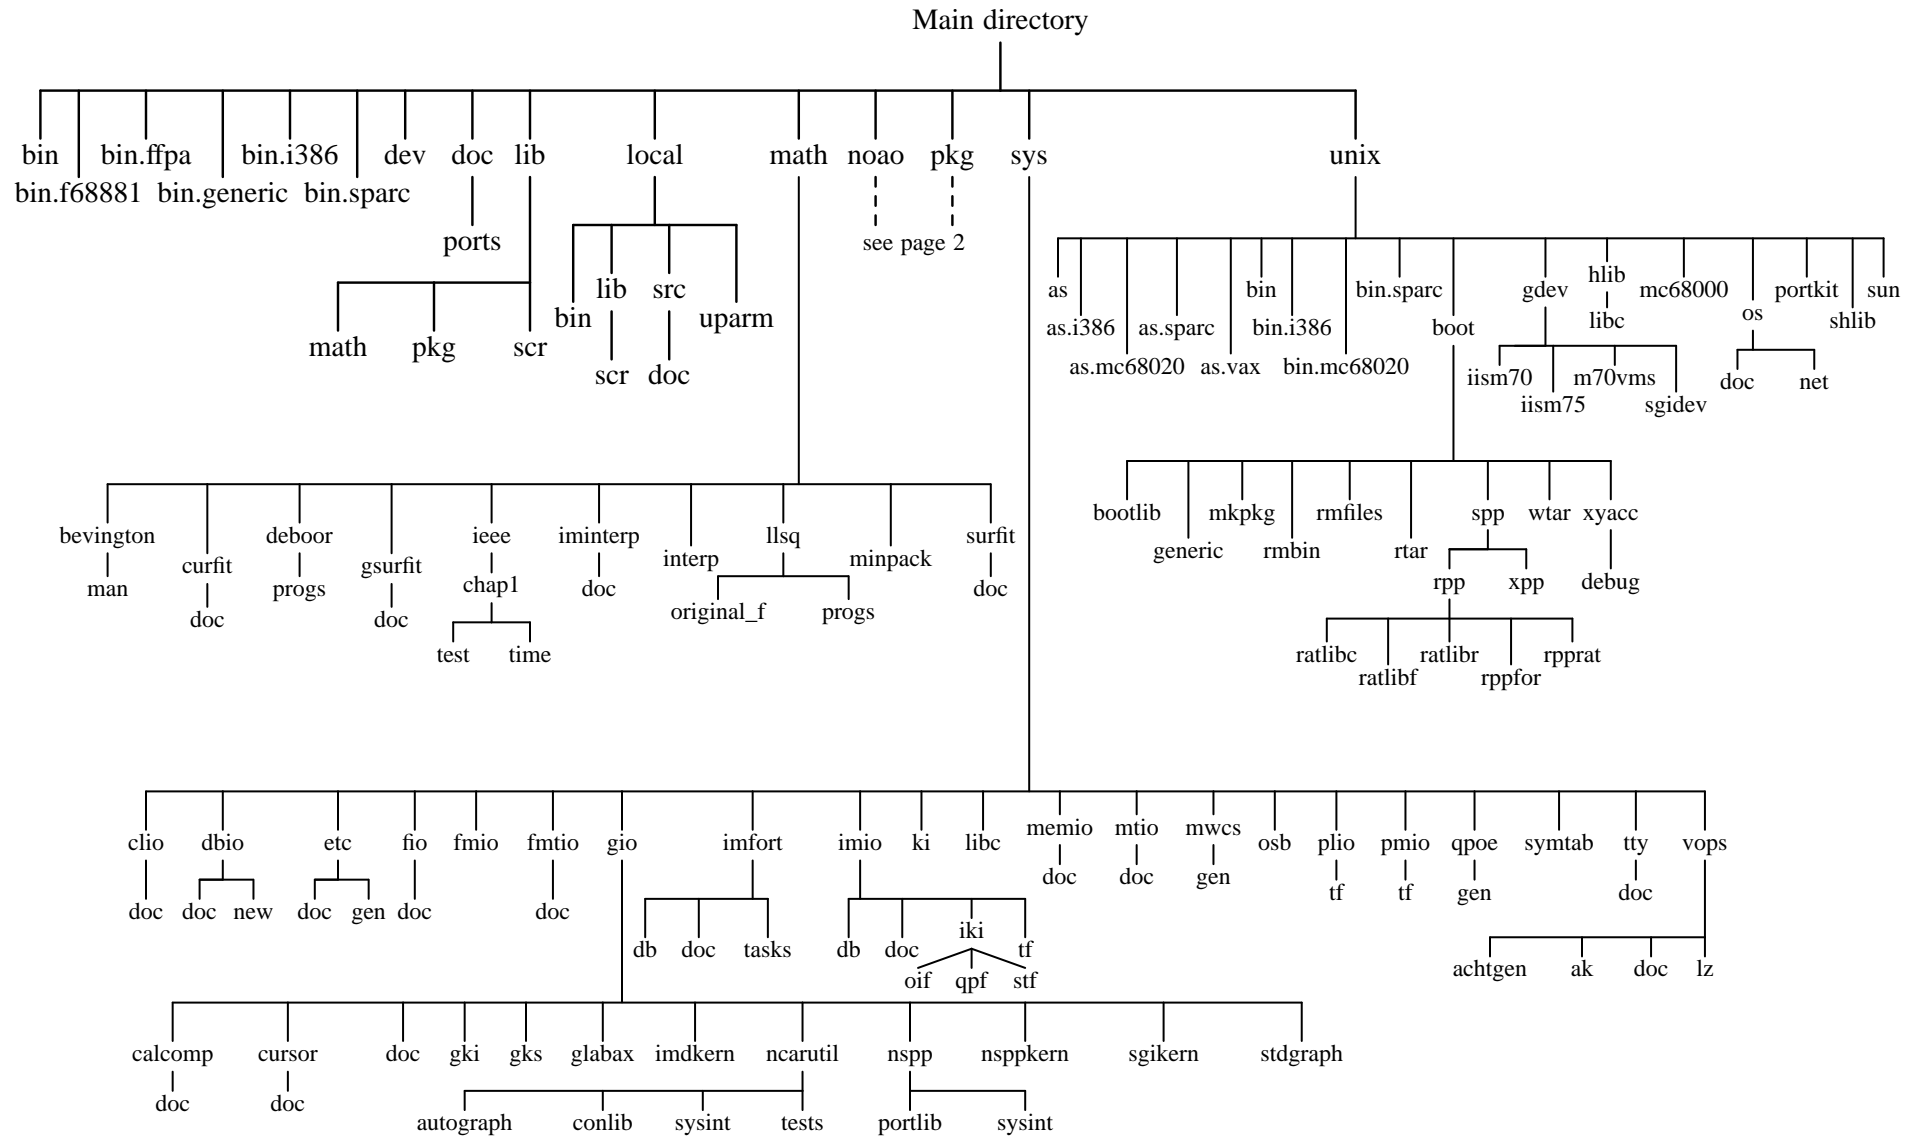 Main directory
bin bin.ffpa bin.i386 dev doc lib local math noao pkg sys unix
bin.f68881 bin.generic bin.sparc
ports see page 2
lib src as bin bin.sparc gdev hlib mc68000 portkit sun
bin uparm as.i386 as.sparc bin.i386 boot libc os shlib
math pkg scr as.mc68020 as.vax bin.mc68020
scr doc iism70 m70vms doc net
iism75 sgidev
bootlib mkpkg rmfiles spp wtar xyacc
bevington deboor ieee iminterp llsq surfit
generic rmbin rtar
curfit gsurfit interp minpack
man progs chap1 doc doc rpp xpp debug
doc doc original_f progs
test time ratlibc ratlibr rpprat
ratlibf rppfor
memio mtio mwcs
clio dbio etc fio fmio fmtio gio imfort imio ki libc osb plio pmio qpoe symtab tty vops
doc doc gen
doc new doc gen doc doc doc tf tf gen doc
iki
db doc tasks db doc tf
oif qpf stf achtgen ak doc lz
calcomp cursor doc gki gks glabax imdkern ncarutil nspp nsppkern sgikern stdgraph
doc doc
autograph conlib sysint tests portlib sysint